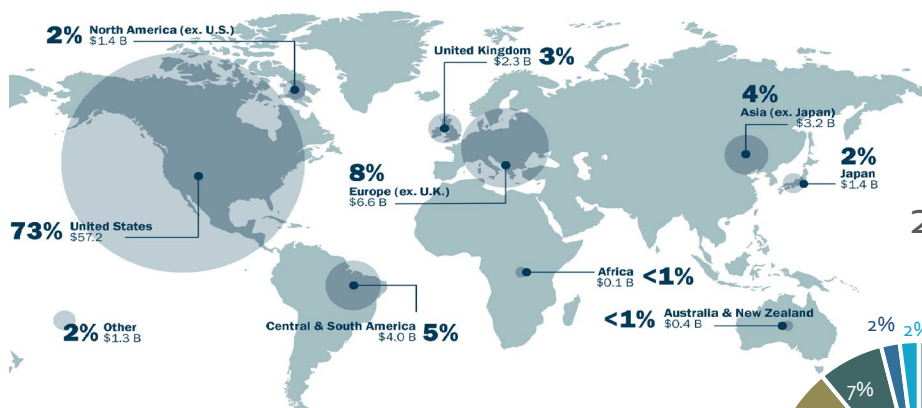 2% North America (ex. U.S.)
$1.4 B
United Kingdom 3%
$2.3 B
4%
Asia (ex. Japan)
$3.2 B
2%
Japan
$1.4 B
8%
Europe (ex. U.K.)
$6.6 B
73% United States
$57.2
2
Africa <1%
$0.1 B
<1% Australia & New Zealand
$0.4 B
2% Other
$1.3 B
Central & South America 5%
$4.0 B
2% 2%
7%